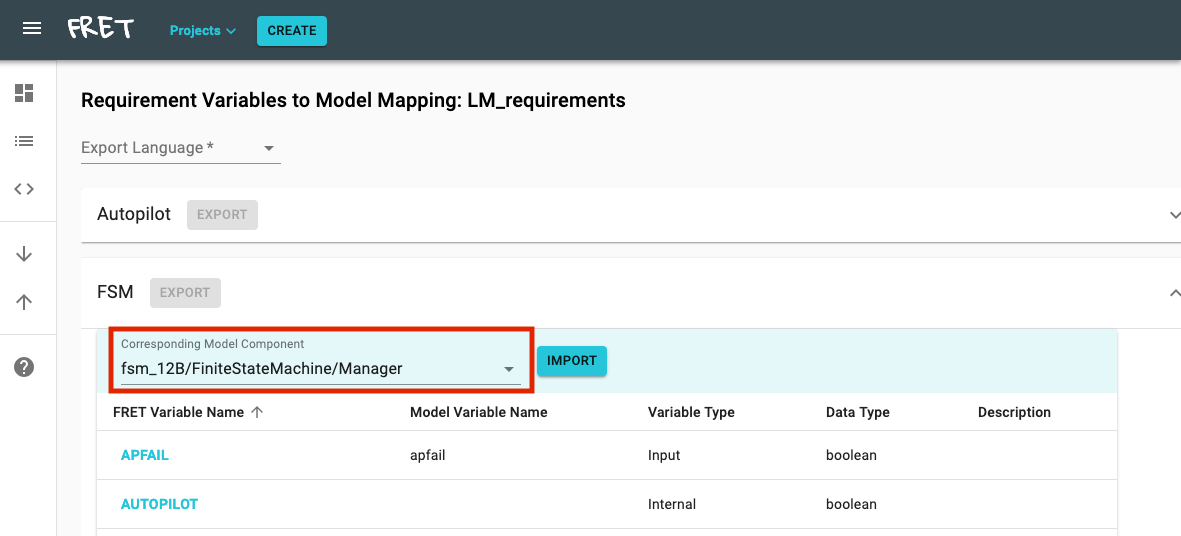 FRET Projects CREATE
Requirement Variables to Model Mapping: LM_requirements
Export Language *
Autopilot EXPORT
FSM EXPORT
Corresponding Model Component
fsm_12B/FiniteStateMachine/Manager IMPORT
FRET Variable Name Model Variable Name Variable Type Data Type Description
APFAIL apfail Input boolean
AUTOPILOT Internal boolean